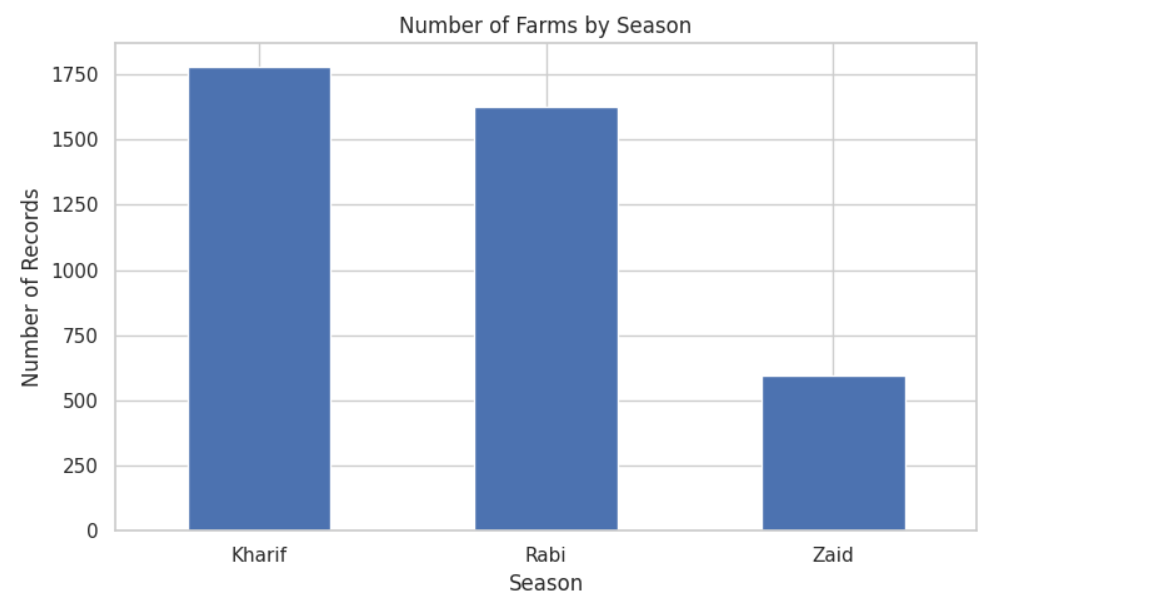 Number of Farms by Season
1750
1500
1250
1000
750
500
250
0
Number of Records
Kharif
Rabi
Zaid
Season